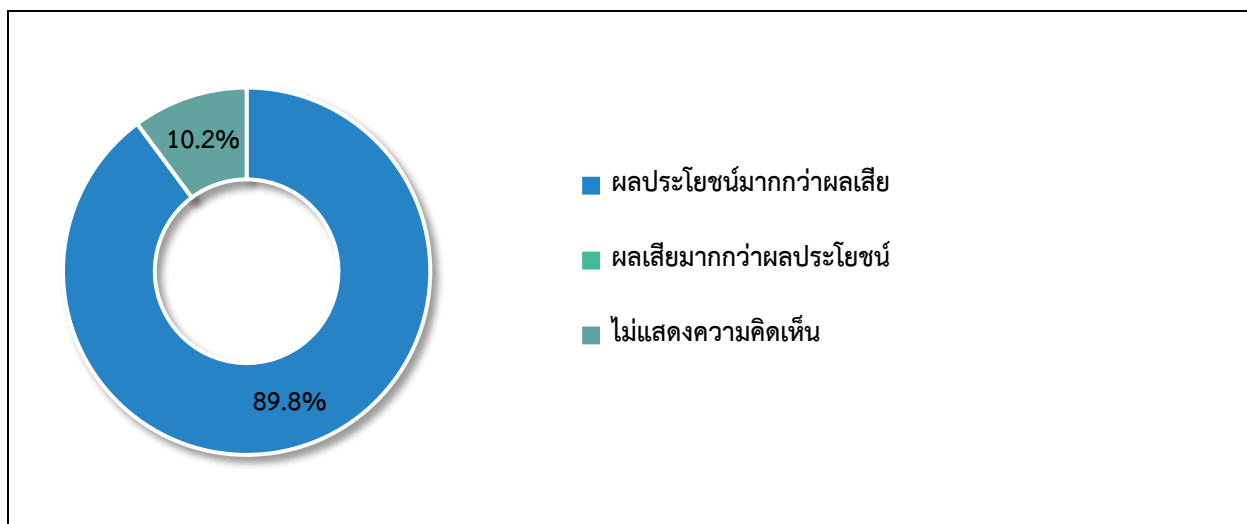 10.2%
89.8%
ผลประโยชน์มากกว่าผลเสีย
ผลเสียมากกว่าผลประโยชน์
ไม่แสดงความคิดเห็น